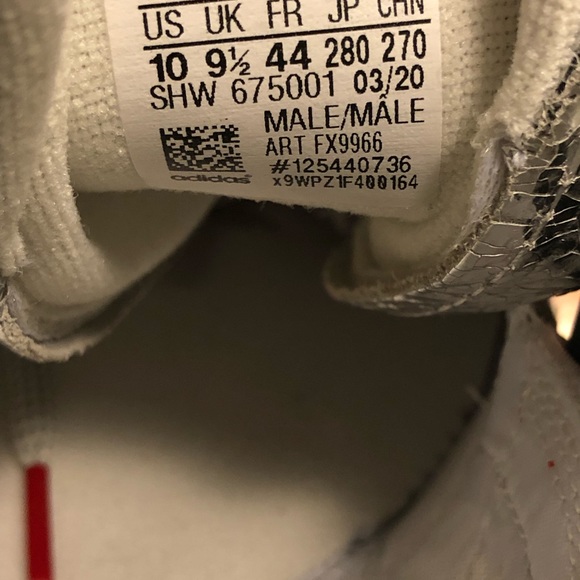 US UK FR JP CHN
10 9½ 44 280 270
SHW 675001 03/20
MALE/MÂLE
ART FX9966
#125440736
x9WPZ1F400164
adidas